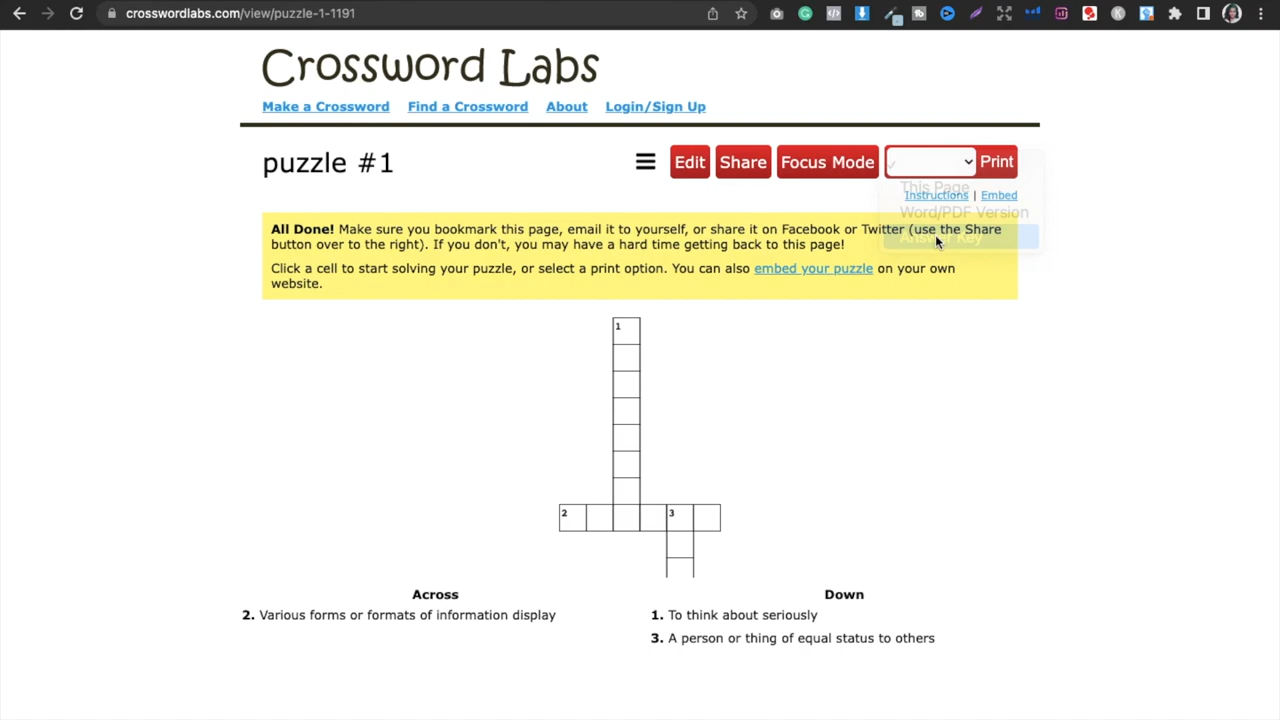 crosswordlabs.com/view/puzzle-1-1191
Crossword Labs
Make a Crossword Find a Crossword About Login/Sign Up
puzzle #1
Edit Share Focus Mode Print
This Page
Instructions | Embed
Word/PDF Version
Answer Key
All Done! Make sure you bookmark this page, email it to yourself, or share it on Facebook or Twitter (use the Share
button over to the right). If you don't, you may have a hard time getting back to this page!
Click a cell to start solving your puzzle, or select a print option. You can also embed your puzzle on your own
website.
1
2 3
Across
2. Various forms or formats of information display
Down
1. To think about seriously
3. A person or thing of equal status to others